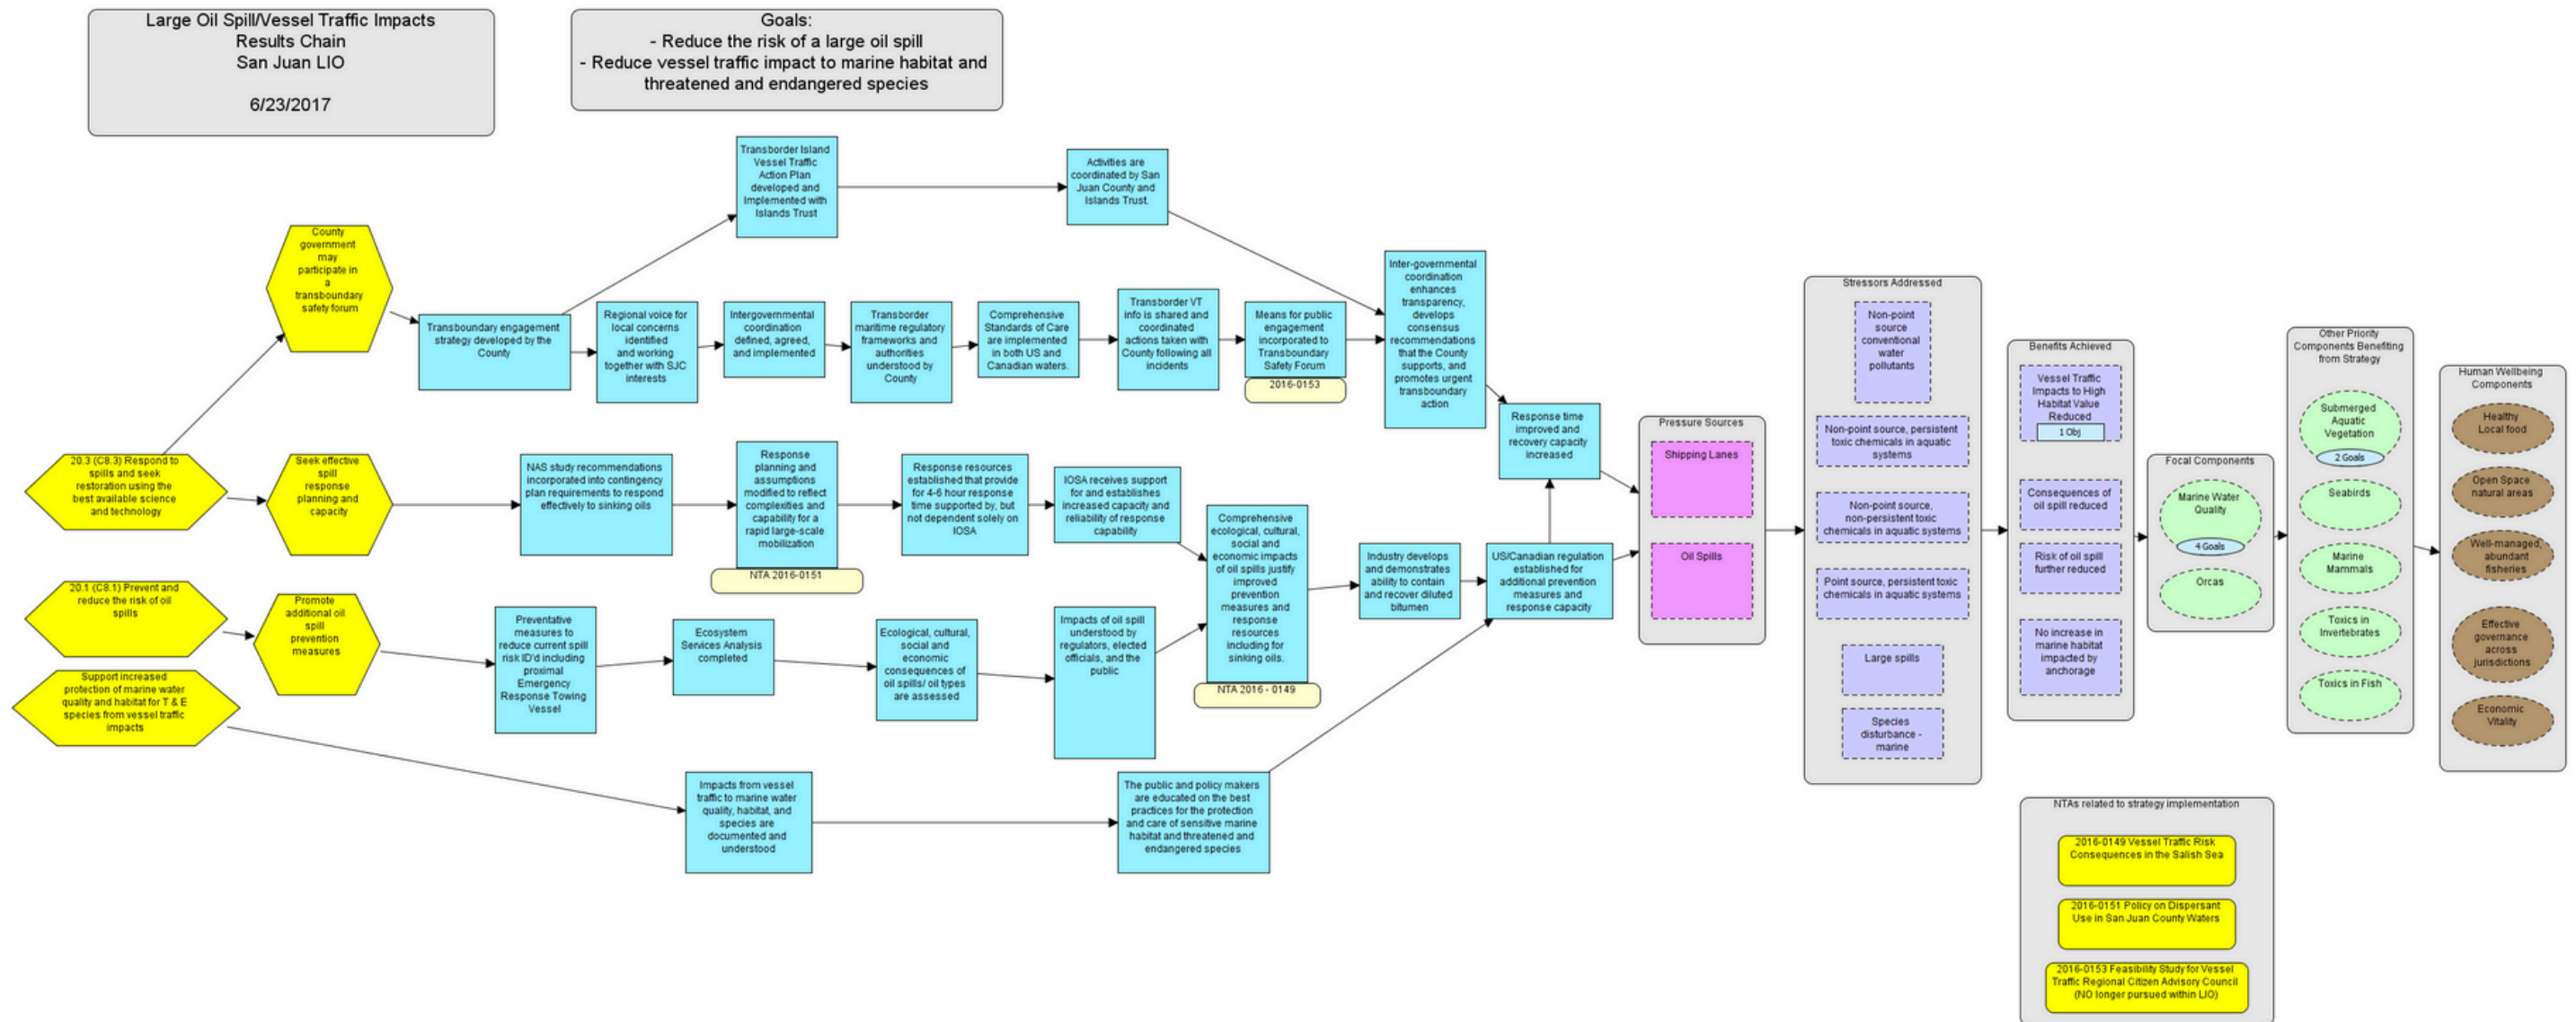 Large Oil Spill/Vessel Traffic Impacts
Results Chain
San Juan LIO
6/23/2017
Goals:
- Reduce the risk of a large oil spill
- Reduce vessel traffic impact to marine habitat and
threatened and endangered species
Transborder Island
Vessel Traffic
Action Plan
developed and
Implemented with
Islands Trust
Activities are
coordinated by San
Juan County and
Islands Trust.
County
government
may
participate in
a
transboundary
safety forum
Transboundary engagement
strategy developed by the
County
Regional voice for
local concerns
identified
and working
together with SJC
interests
Intergovernmental
coordination
defined, agreed,
and implemented
Transborder
maritime regulatory
frameworks and
authorities
understood by
County
Comprehensive
Standards of Care
are implemented
in both US and
Canadian waters.
Transborder VT
info is shared and
coordinated
actions taken with
County following all
incidents
Means for public
engagement
incorporated to
Transboundary
Safety Forum
2016-0153
Inter-governmental
coordination
enhances
transparency,
develops
consensus
recommendations
that the County
supports, and
promotes urgent
transboundary
action
Response time
improved and
recovery capacity
increased
20.3 (C8.3) Respond to
spills and seek
restoration using the
best available science
and technology
Seek effective
spill
response
planning and
capacity
NAS study recommendations
incorporated into contingency
plan requirements to respond
effectively to sinking oils
Response
planning and
assumptions
modified to reflect
complexities and
capability for a
rapid large-scale
mobilization
NTA 2016-0151
Response resources
established that provide
for 4-6 hour response
time supported by, but
not dependent solely on
IOSA
IOSA receives support
for and establishes
increased capacity and
reliability of response
capability
Comprehensive
ecological, cultural,
social and
economic impacts
of oil spills justify
improved
prevention
measures and
response
resources
including for
sinking oils.
NTA 2016 - 0149
Industry develops
and demonstrates
ability to contain
and recover diluted
bitumen
US/Canadian regulation
established for
additional prevention
measures and
response capacity
20.1 (C8.1) Prevent and
reduce the risk of oil
spills
Promote
additional oil
spill
prevention
measures
Preventative
measures to
reduce current spill
risk ID'd including
proximal
Emergency
Response Towing
Vessel
Ecosystem
Services Analysis
completed
Ecological, cultural,
social and
economic
consequences of
oil spills/ oil types
are assessed
Impacts of oil spill
understood by
regulators, elected
officials, and the
public
Support increased
protection of marine water
quality and habitat for T & E
species from vessel traffic
impacts
Impacts from vessel
traffic to marine water
quality, habitat, and
species are
documented and
understood
The public and policy makers
are educated on the best
practices for the protection
and care of sensitive marine
habitat and threatened and
endangered species
Pressure Sources
Shipping Lanes
Oil Spills
Stressors Addressed
Non-point
source
conventional
water
pollutants
Non-point source, persistent
toxic chemicals in aquatic
systems
Non-point source,
non-persistent toxic
chemicals in aquatic systems
Point source, persistent toxic
chemicals in aquatic systems
Large spills
Species
disturbance -
marine
Benefits Achieved
Vessel Traffic
Impacts to High
Habitat Value
Reduced
1 Obj
Consequences of
oil spill reduced
Risk of oil spill
further reduced
No increase in
marine habitat
impacted by
anchorage
Focal Components
Marine Water
Quality
4 Goals
Orcas
Other Priority
Components Benefiting
from Strategy
Submerged
Aquatic
Vegetation
2 Goals
Seabirds
Marine
Mammals
Toxics in
Invertebrates
Toxics in Fish
Human Wellbeing
Components
Healthy
Local food
Open Space
natural areas
Well-managed,
abundant
fisheries
Effective
governance
across
jurisdictions
Economic
Vitality
NTAs related to strategy implementation
2016-0149 Vessel Traffic Risk
Consequences in the Salish Sea
2016-0151 Policy on Dispersant
Use in San Juan County Waters
2016-0153 Feasibility Study for Vessel
Traffic Regional Citizen Advisory Council
(NO longer pursued within LIO)